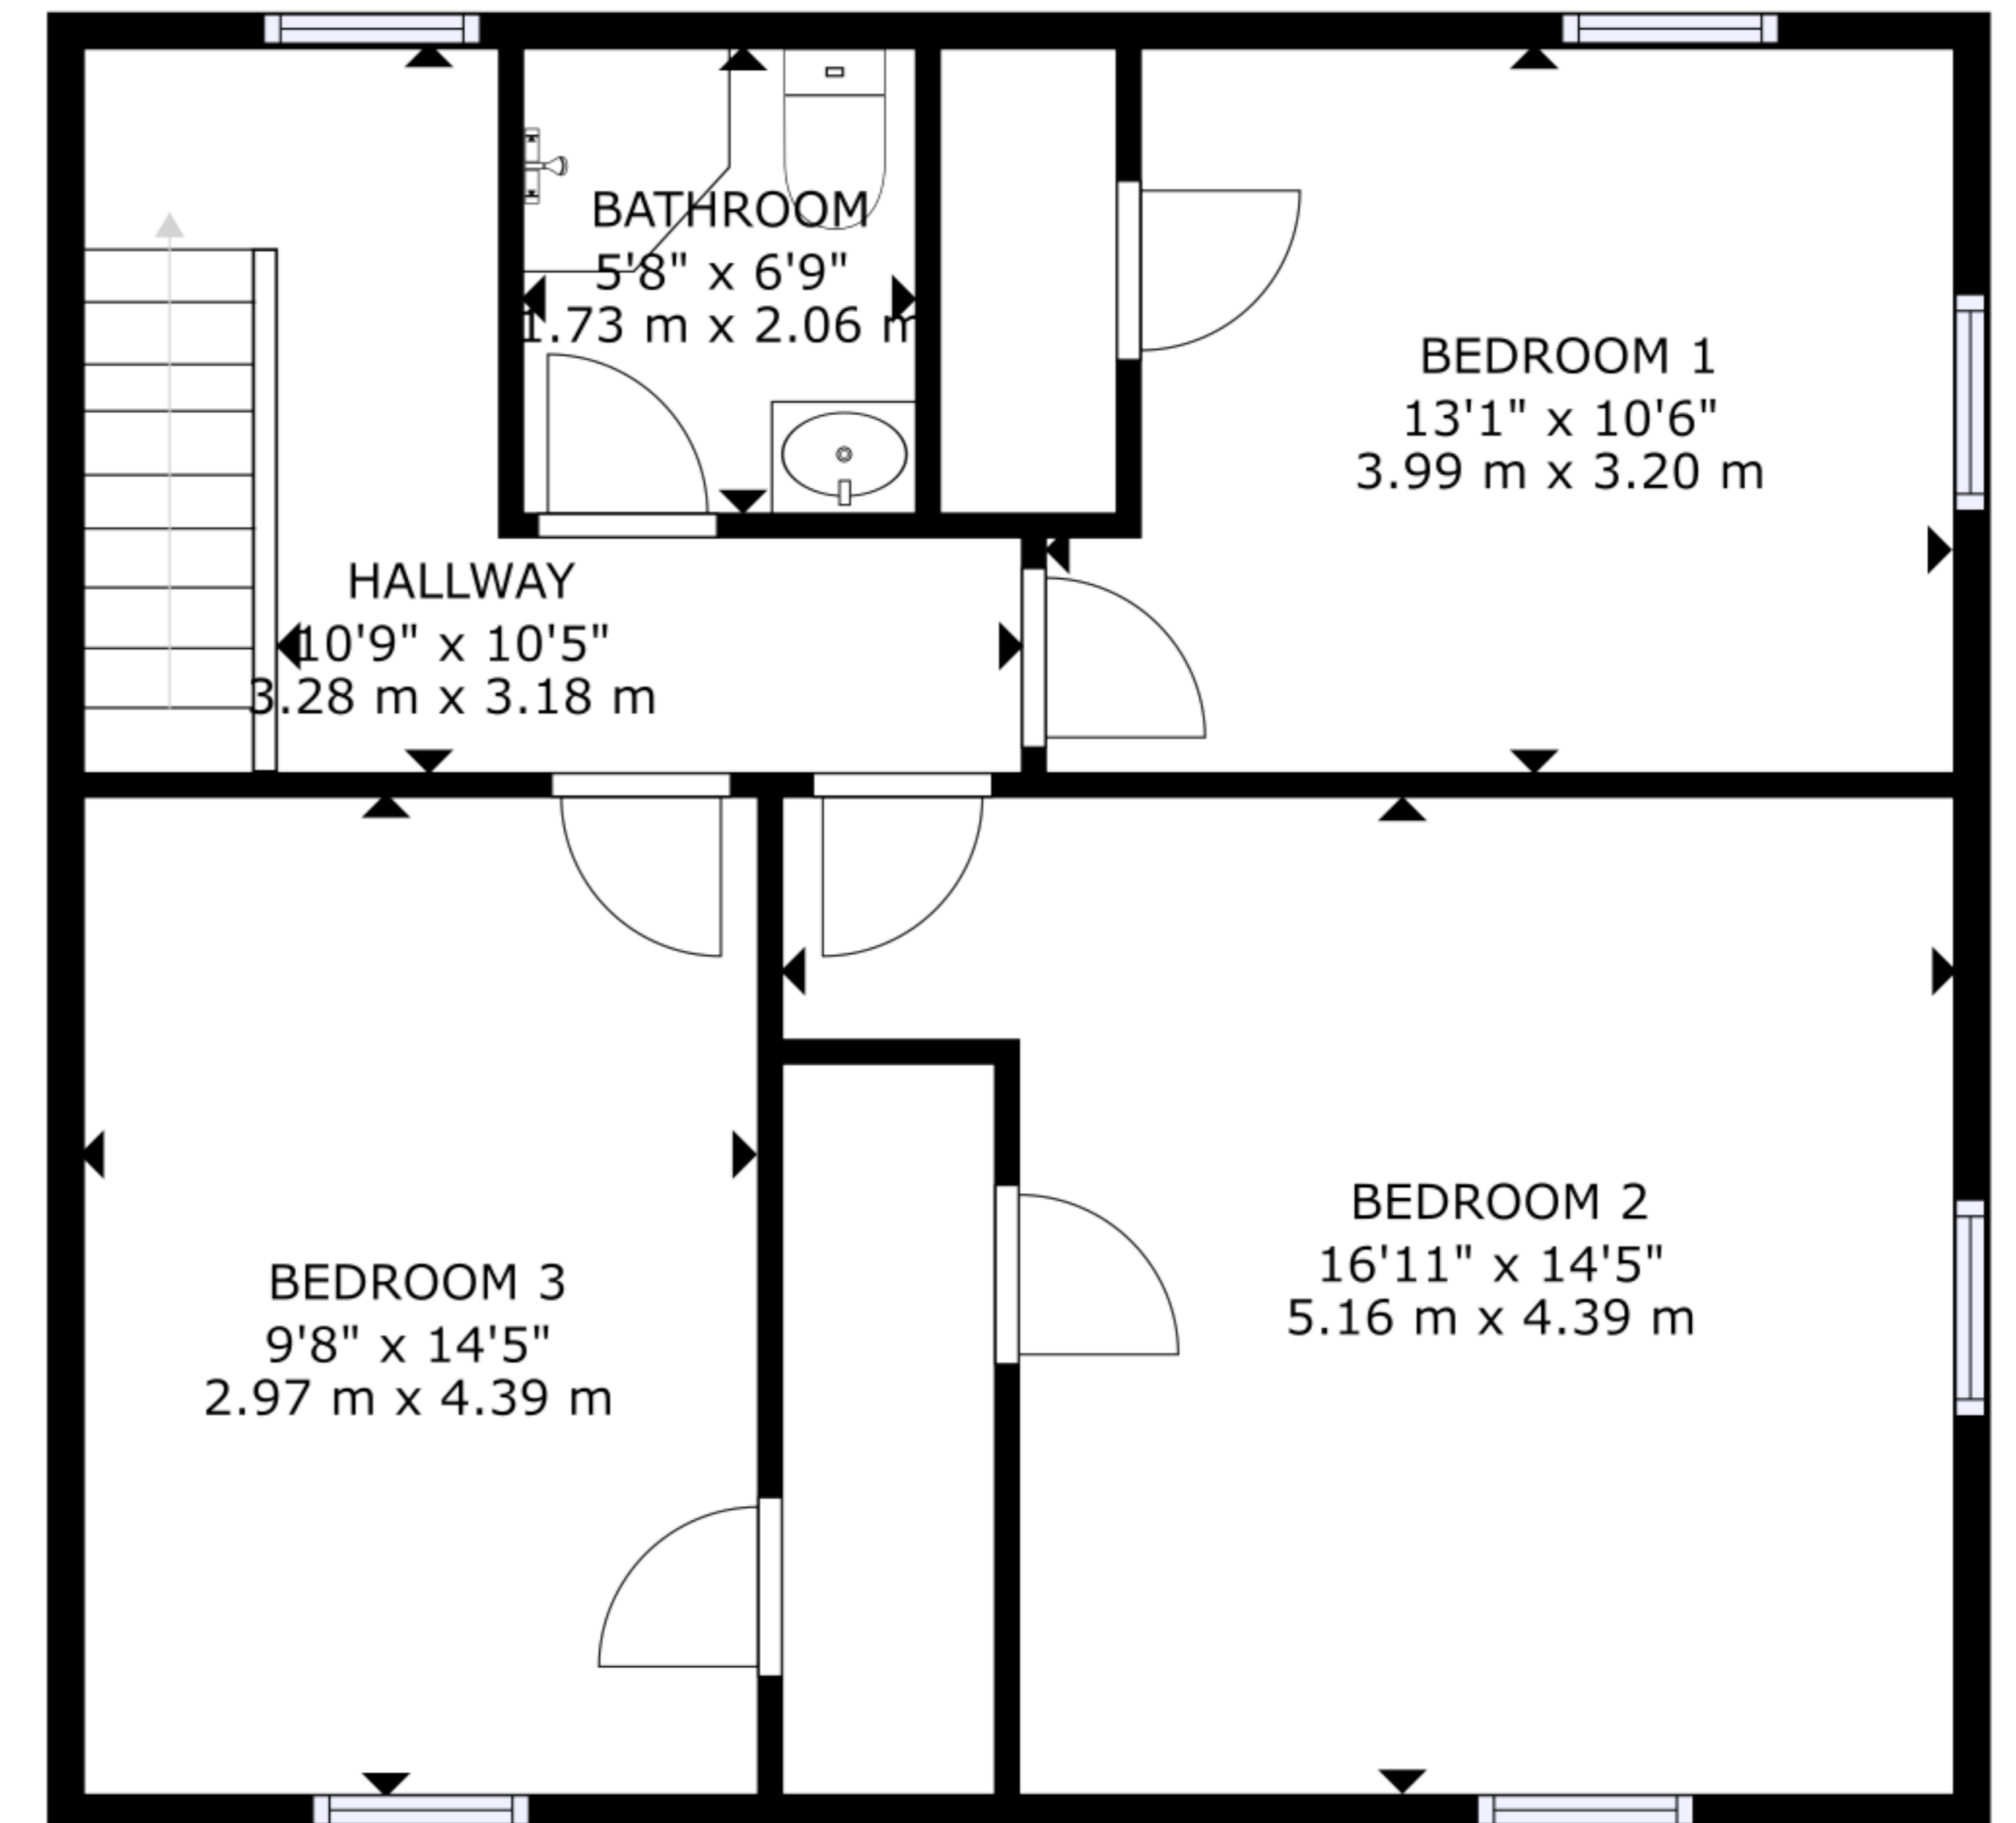 BATHROOM
5'8" x 6'9"
1.73 m x 2.06 m
BEDROOM 1
13'1" x 10'6"
3.99 m x 3.20 m
HALLWAY
10'9" x 10'5"
3.28 m x 3.18 m
BEDROOM 2
16'11" x 14'5"
5.16 m x 4.39 m
BEDROOM 3
9'8" x 14'5"
2.97 m x 4.39 m